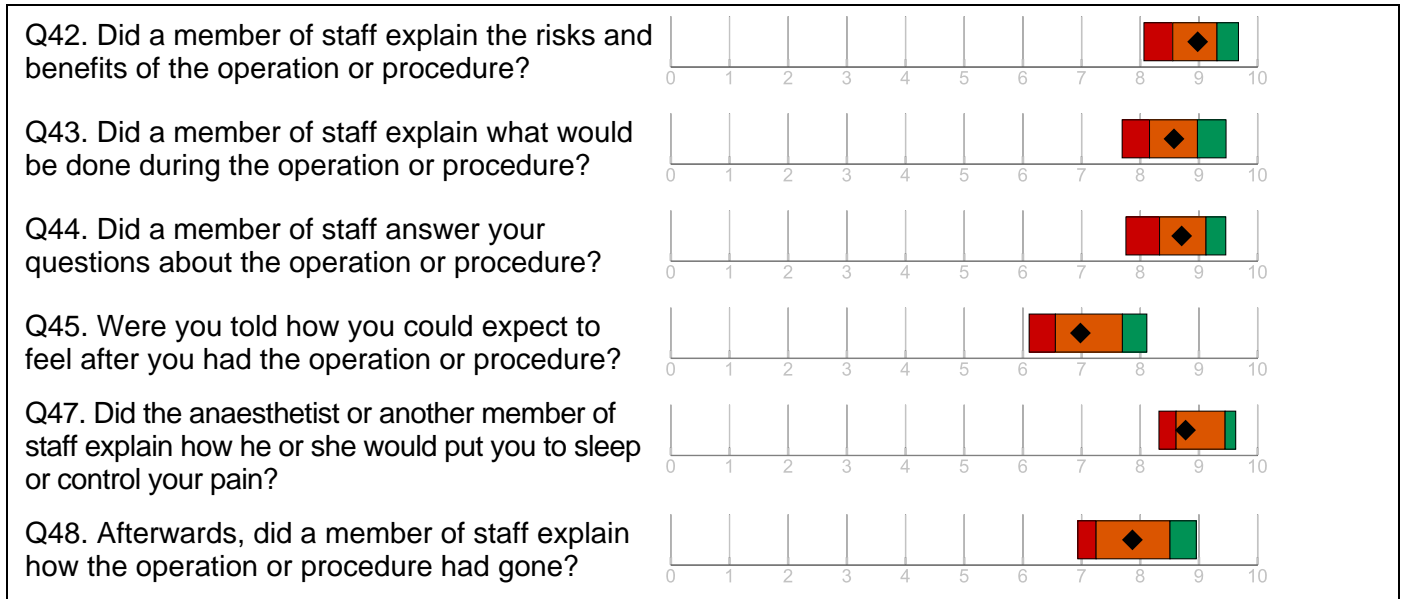 Q42. Did a member of staff explain the risks and
benefits of the operation or procedure?
0 1 2 3 4 5 6 7 8 9 10
Q43. Did a member of staff explain what would
be done during the operation or procedure?
0 1 2 3 4 5 6 7 8 9 10
Q44. Did a member of staff answer your
questions about the operation or procedure?
0 1 2 3 4 5 6 7 8 9 10
Q45. Were you told how you could expect to
feel after you had the operation or procedure?
0 1 2 3 4 5 6 7 8 9 10
Q47. Did the anaesthetist or another member of
staff explain how he or she would put you to sleep
or control your pain?
0 1 2 3 4 5 6 7 8 9 10
Q48. Afterwards, did a member of staff explain
how the operation or procedure had gone?
0 1 2 3 4 5 6 7 8 9 10